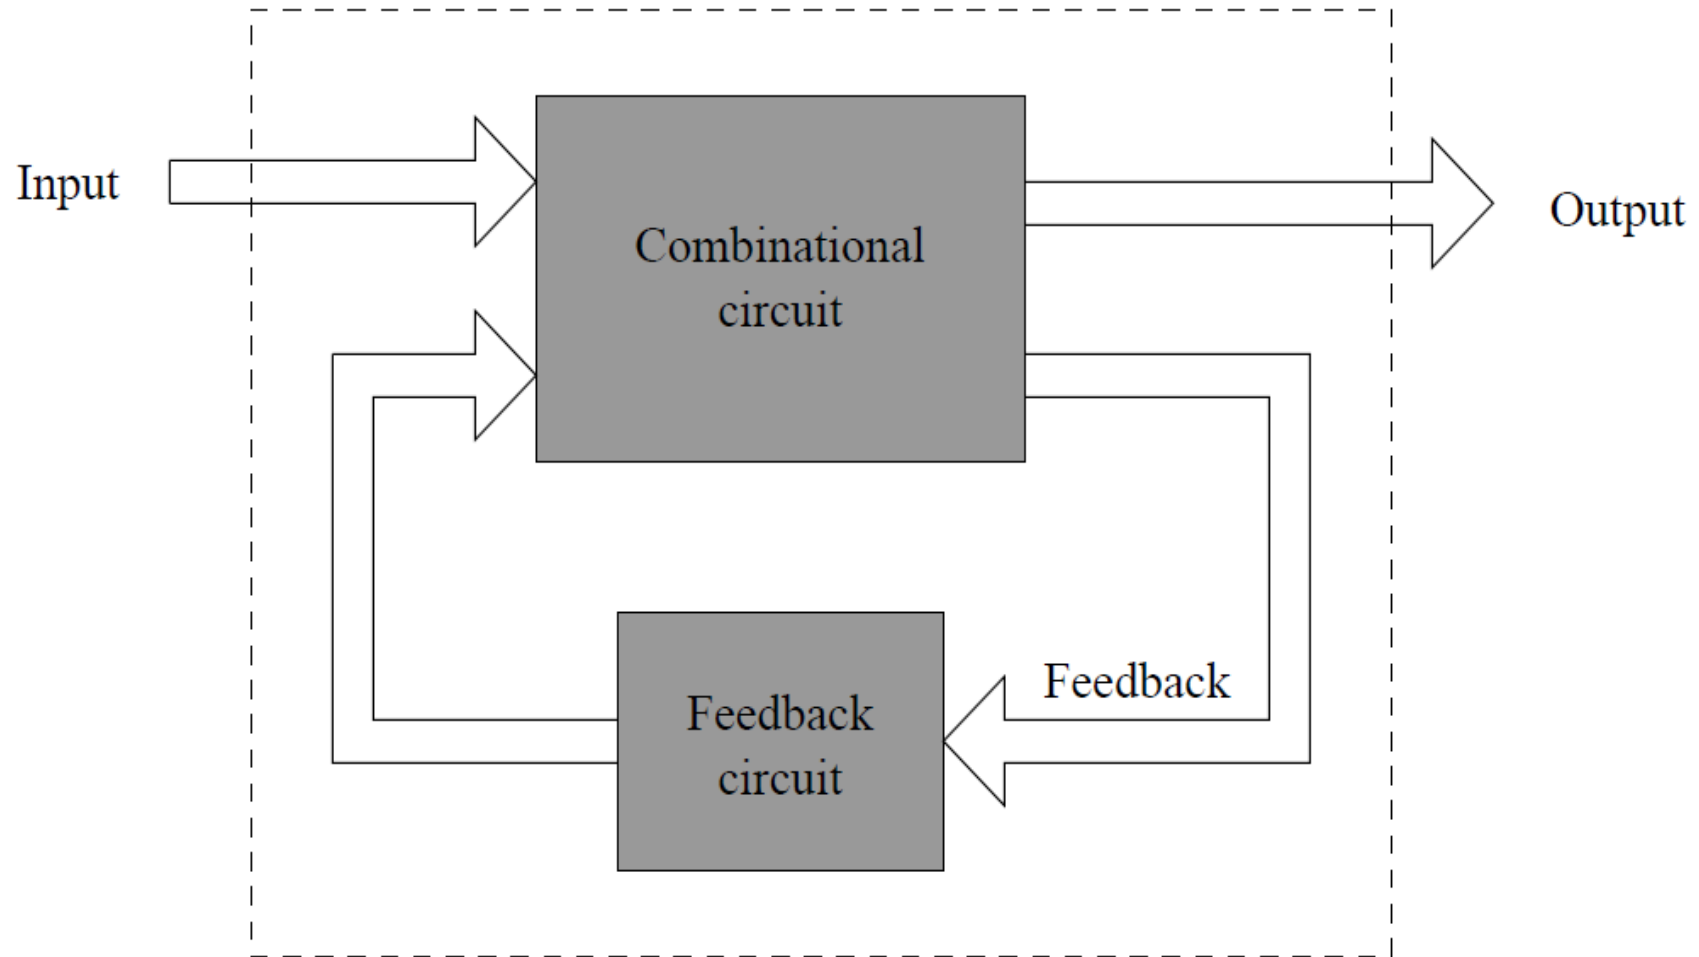 Input
Combinational
circuit
Output
Feedback
Feedback
circuit